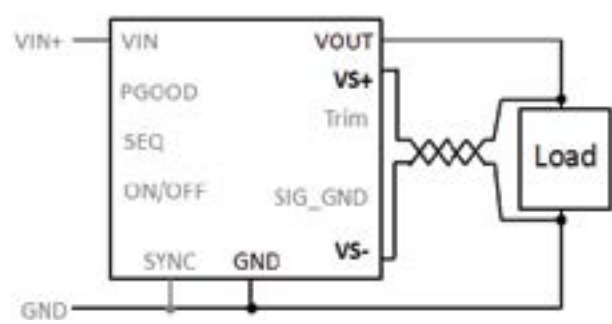 VIN+ VIN VOUT
VS+
PGOOD
Trim
SEQ
ON/OFF
SIG_GND
VS-
SYNC GND
GND
Load